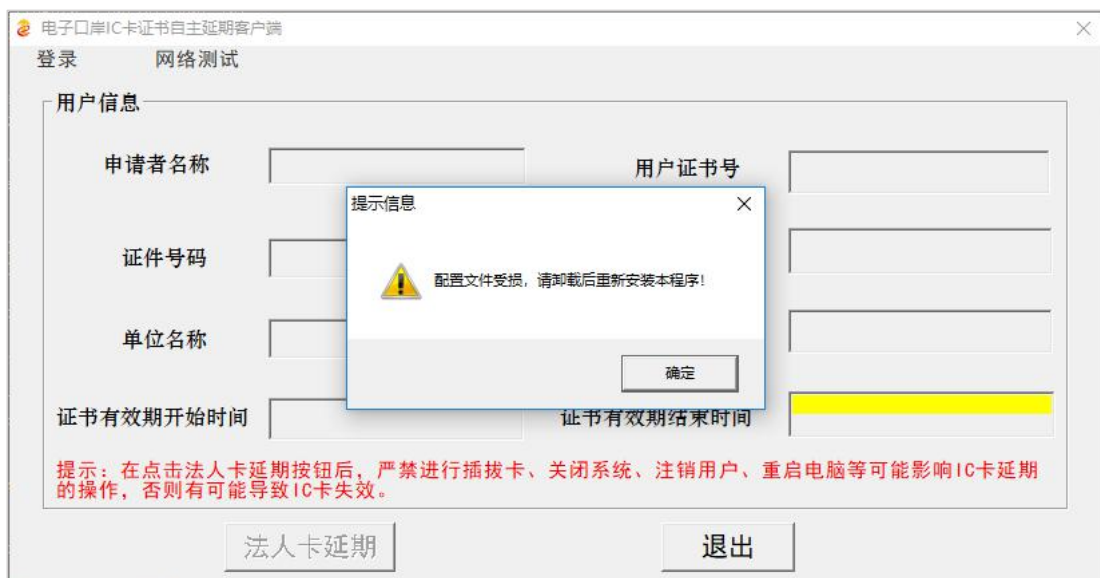 电子口岸IC卡证书自主延期客户端
登录 网络测试
用户信息
申请者名称 用户证书号
提示信息
证件号码
配置文件受损，请卸载后重新安装本程序！
单位名称
确定
证书有效期开始时间 证书有效期结束时间
提示：在点击法人卡延期按钮后，严禁进行插拔卡、关闭系统、注销用户、重启电脑等可能影响IC卡延期
的操作，否则有可能导致IC卡失效。
法人卡延期 退出